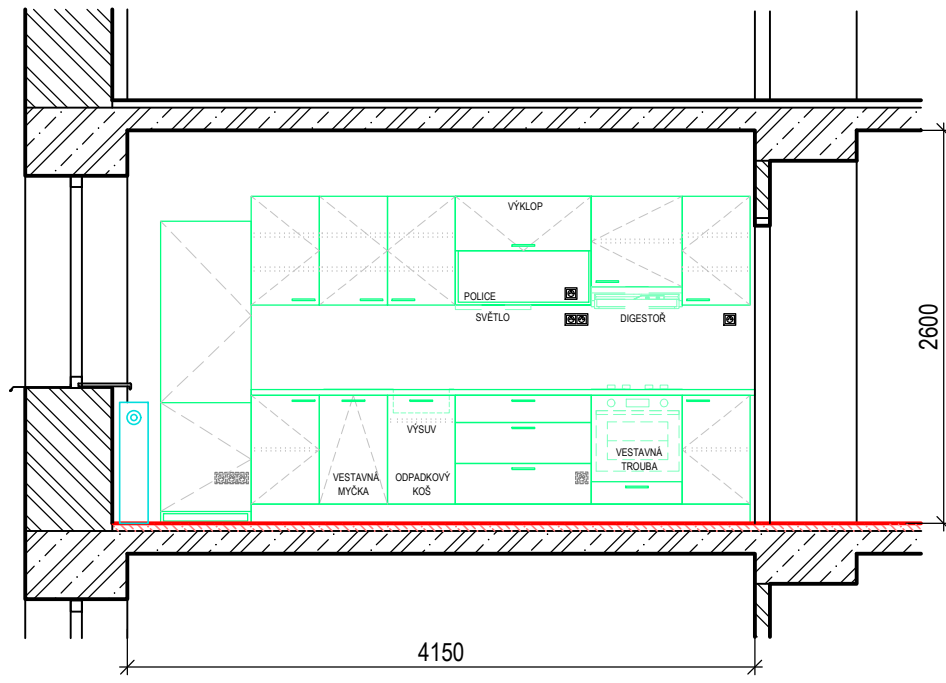 VÝKLOP
POLICE
SVĚTLO
DIGESTOŘ
2600
VÝSUV
VESTAVNÁ
MYČKA
ODPADKOVÝ
KOŠ
VESTAVNÁ
TROUBA
4150